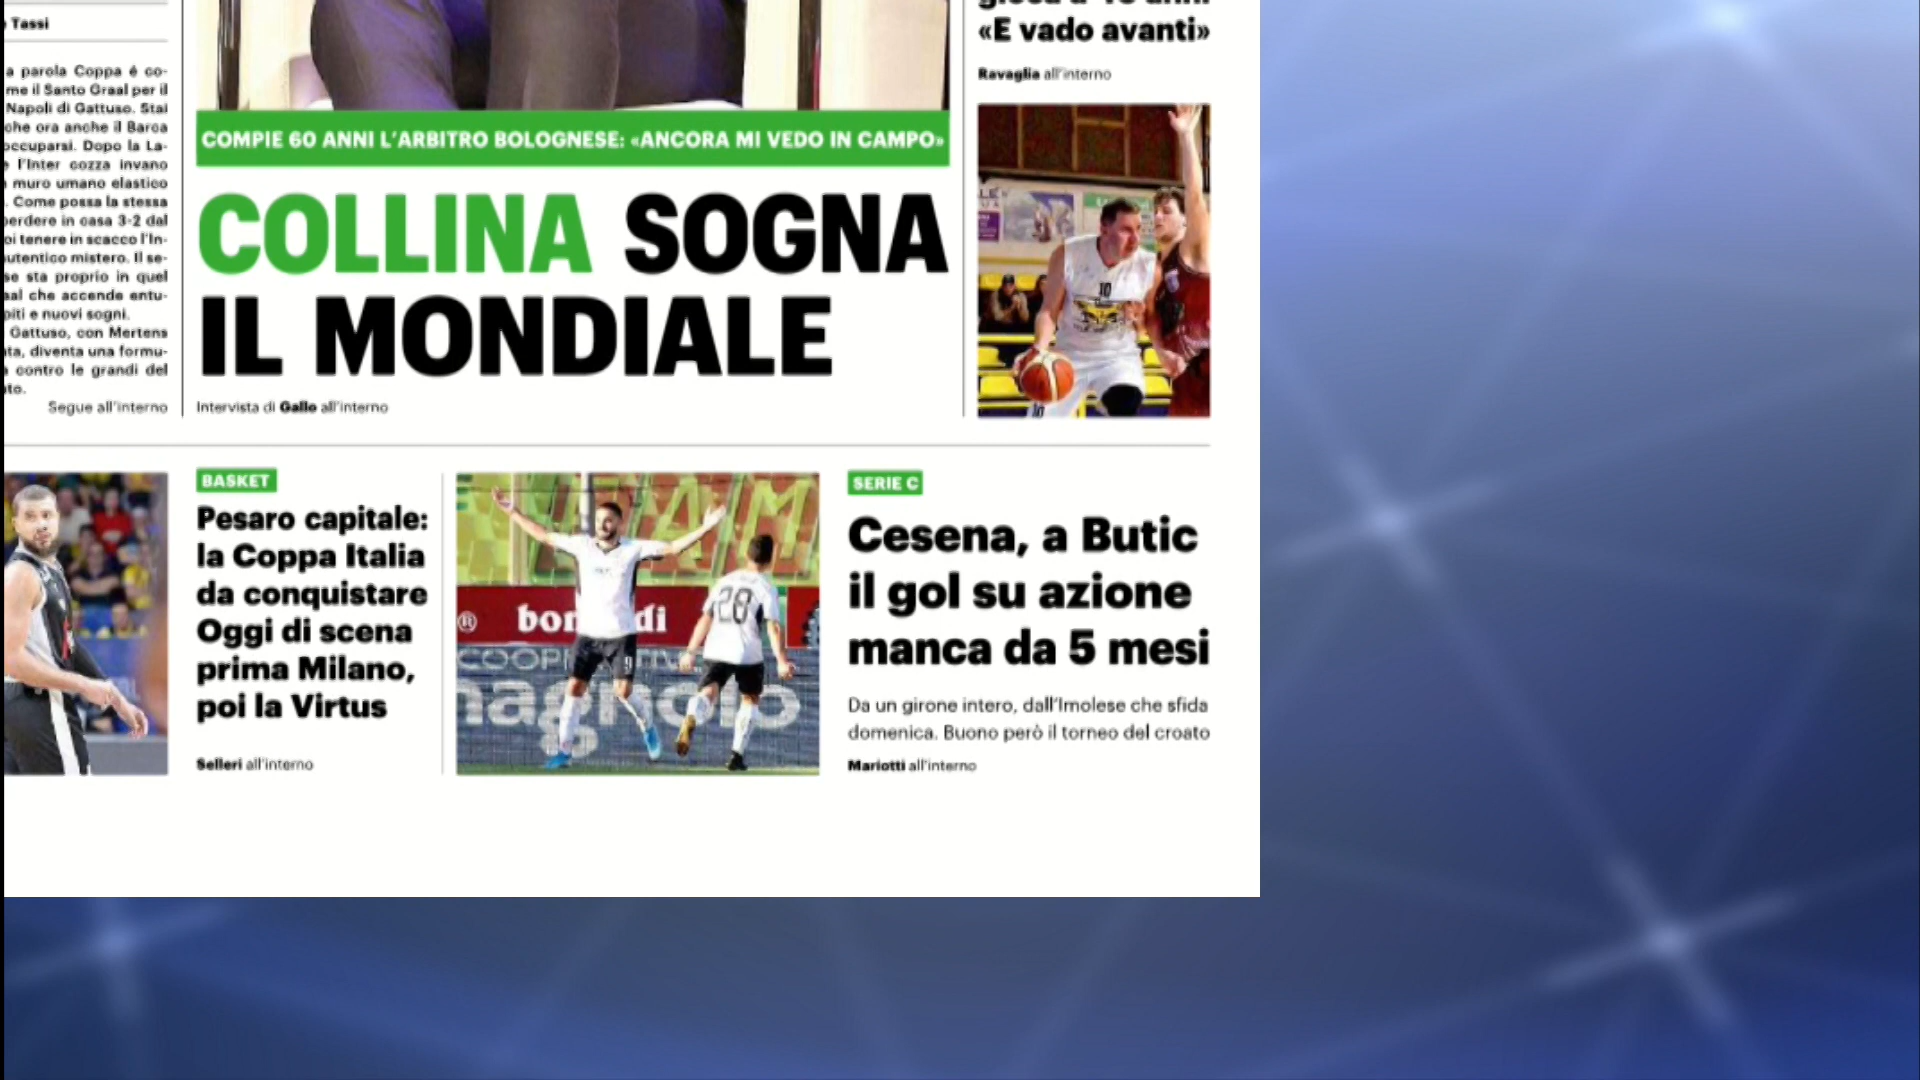 Tassi
a parola Coppa è co-
me il Santo Graal per il
Napoli di Gattuso. Stai
che ora anche il Barca
occuparsi. Dopo la La-
l'Inter cozza invano
muro umano elastico
. Come possa la stessa
perdere in casa 3-2 dal
oi tenere in scacco l'In-
autentico mistero. Il se-
se sta proprio in quel
che accende entu-
e nuovi sogni.
Gattuso, con Mertens
diventa una formu-
contro le grandi del
Segue all'interno
COMPIE 60 ANNI L'ARBITRO BOLOGNESE: «ANCORA MI VEDO IN CAMPO»
COLLINA SOGNA
IL MONDIALE
Intervista di Gallo all'interno
«E vado avanti»
Ravaglia all'interno
10
BASKET
Pesaro capitale:
la Coppa Italia
da conquistare
Oggi di scena
prima Milano,
poi la Virtus
Selleri all'interno
28
9
SERIE C
Cesena, a Butic
il gol su azione
manca da 5 mesi
Da un girone intero, dall'Imolese che sfida
domenica. Buono però il torneo del croato
Mariotti all'interno